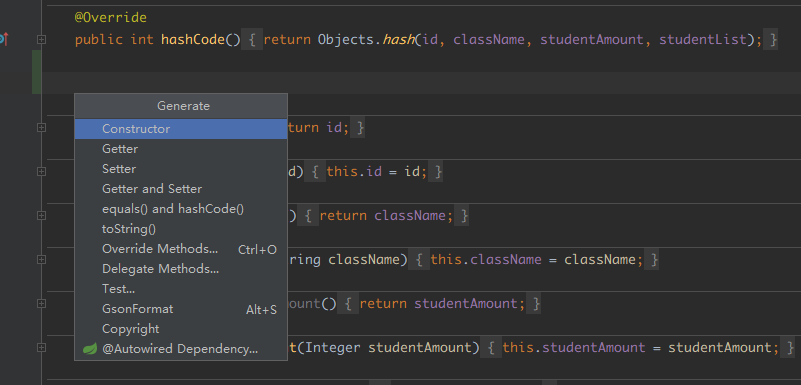 @Override
public int hashCode() { return Objects.hash(id, className, studentAmount, studentList); }
Generate
Constructor
turn id; }
Getter
Setter
d) { this.id = id; }
Getter and Setter
equals() and hashCode()
) { return className; }
toString()
Override Methods... Ctrl+O
ring className) { this.className = className; }
Delegate Methods...
Test...
GsonFormat Alt+S
mount() { return studentAmount; }
Copyright
@Autowired Dependency...
t(Integer studentAmount) { this.studentAmount = studentAmount; }